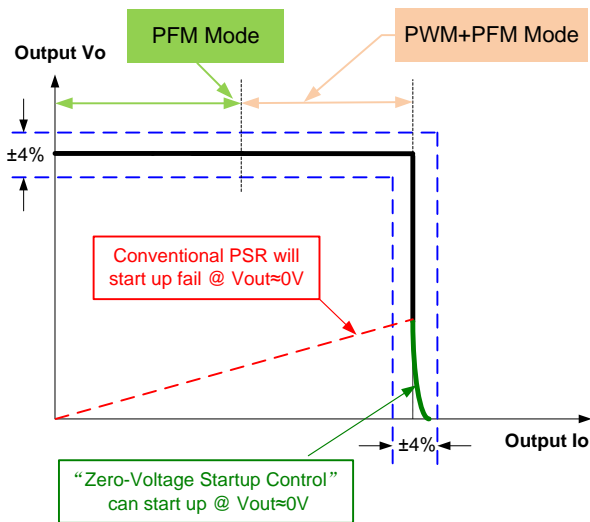 PFM Mode
PWM+PFM Mode
Output Vo
±4%
Conventional PSR will
start up fail @ Vout≈0V
±4%
Output Io
“Zero-Voltage Startup Control”
can start up @ Vout≈0V